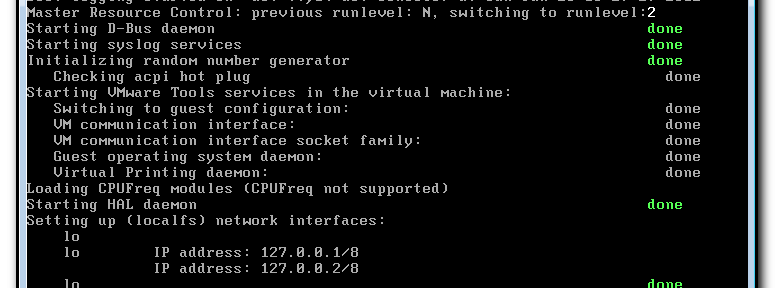 Master Resource Control: previous runlevel: N, switching to runlevel:2
Starting D-Bus daemon done
Starting syslog services done
Initializing random number generator done
Checking acpi hot plug done
Starting VMware Tools services in the virtual machine:
Switching to guest configuration: done
VM communication interface: done
VM communication interface socket family: done
Guest operating system daemon: done
Virtual Printing daemon: done
Loading CPUFreq modules (CPUFreq not supported)
Starting HAL daemon done
Setting up (localfs) network interfaces:
lo
lo IP address: 127.0.0.1/8
IP address: 127.0.0.2/8
lo done